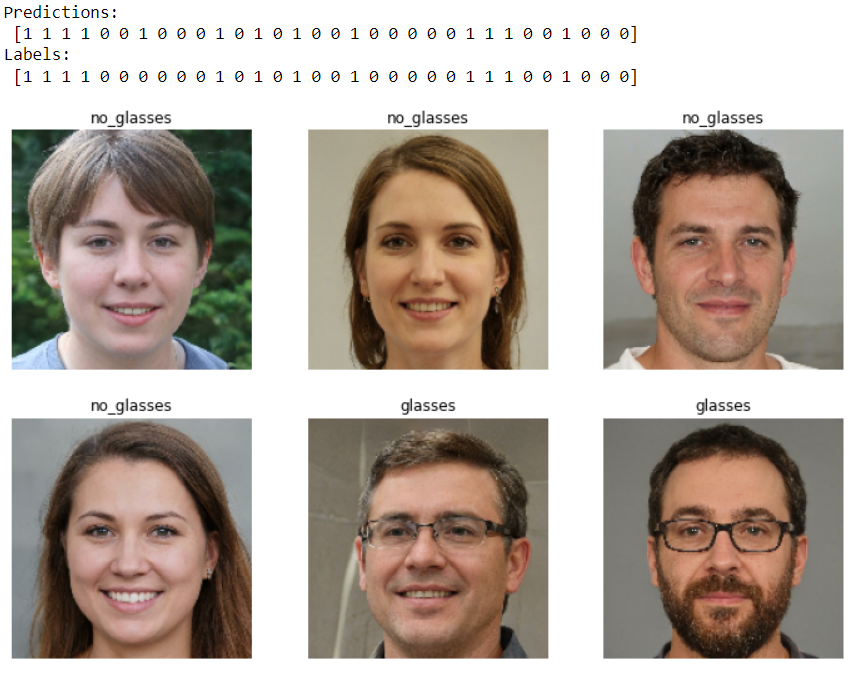 Predictions:
[1 1 1 1 0 0 1 0 0 0 1 0 1 0 1 0 0 1 0 0 0 0 0 1 1 1 0 0 1 0 0 0]
Labels:
[1 1 1 1 0 0 0 0 0 0 1 0 1 0 1 0 0 1 0 0 0 0 0 1 1 1 0 0 1 0 0 0]
no_glasses no_glasses no_glasses
no_glasses glasses glasses